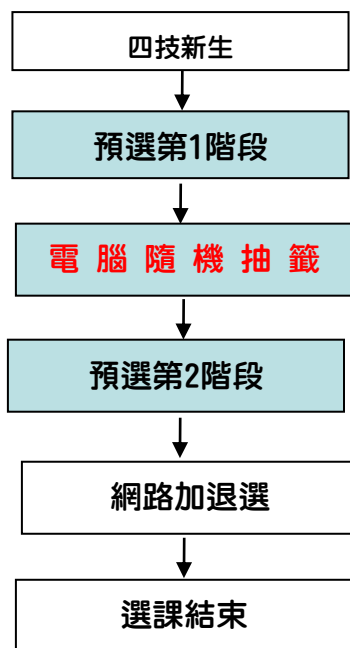 四技新生
預選第1階段
電腦隨機抽籤
預選第2階段
網路加退選
選課結束